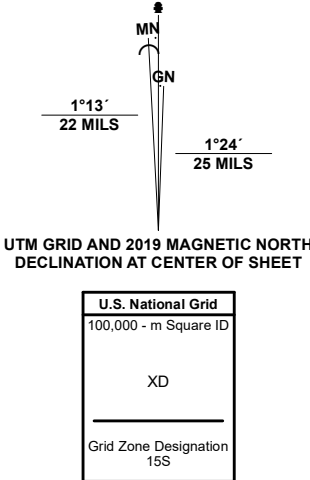 MN
GN
1°13´
22 MILS
1°24´
25 MILS
UTM GRID AND 2019 MAGNETIC NORTH
DECLINATION AT CENTER OF SHEET
U.S. National Grid
100,000 - m Square ID
XD
Grid Zone Designation
15S